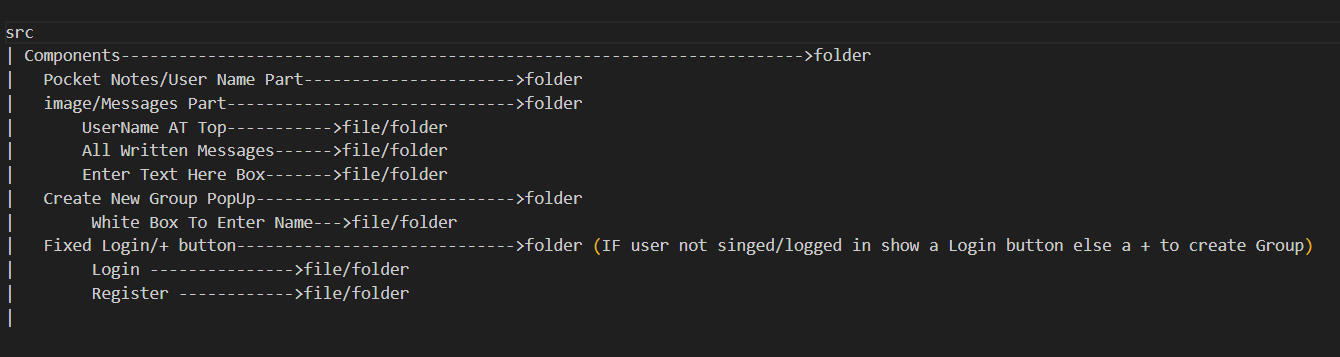 src
| Components----------------------------------------------------------------------->folder
|   Pocket Notes/User Name Part---------------------->folder
|   image/Messages Part------------------------------>folder
|       UserName AT Top----------->file/folder
|       All Written Messages------>file/folder
|       Enter Text Here Box------->file/folder
|   Create New Group PopUp--------------------------->folder
|        White Box To Enter Name--->file/folder
|   Fixed Login/+ button----------------------------->folder (IF user not singed/logged in show a Login button else a + to create Group)
|        Login --------------->file/folder
|        Register ------------>file/folder
|